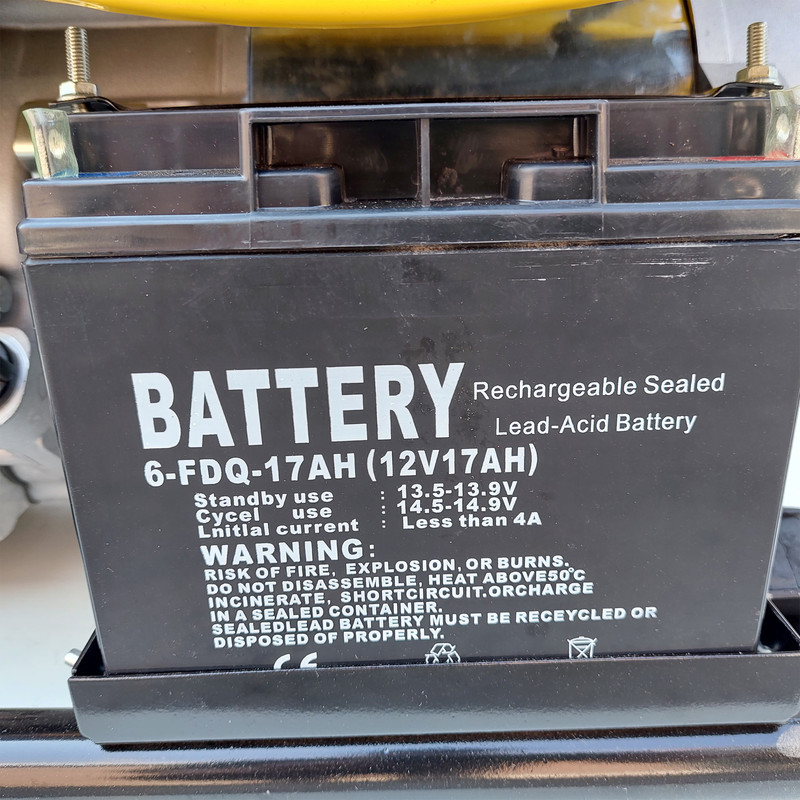 BATTERY Rechargeable Sealed
Lead-Acid Battery
6-FDQ-17AH (12V17AH)
Standby use : 13.5-13.9V
Cycel use : 14.5-14.9V
Lnitlal current : Less than 4A
WARNING:
RISK OF FIRE, EXPLOSION, OR BURNS.
DO NOT DISASSEMBLE, HEAT ABOVE50°C
INCINERATE, SHORTCIRCUIT.ORCHARGE
IN A SEALED CONTAINER.
SEALEDLEAD BATTERY MUST BE RECEYCLED OR
DISPOSED OF PROPERLY.
CE